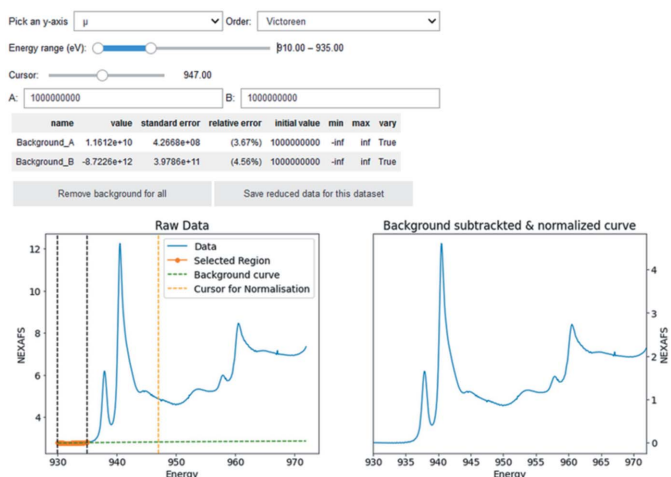 Pick an y-axis μ Order: Victoreen
Energy range (eV): 910.00 – 935.00
Cursor: 947.00
A: 1000000000 B: 1000000000
name value standard error relative error initial value min max vary
Background_A 1.1612e+10 4.2668e+08 (3.67%) 1000000000 -inf inf True
Background_B -8.7226e+12 3.9786e+11 (4.56%) 1000000000 -inf inf True
Remove background for all Save reduced data for this dataset
Raw Data
Data
Selected Region
Background curve
Cursor for Normalisation
NEXAFS
12
10
8
6
4
930 940 950 960 970
Energy
Background subtrackted & normalized curve
4
3
2
1
0
NEXAFS
930 935 940 945 950 955 960 965 970
Energy